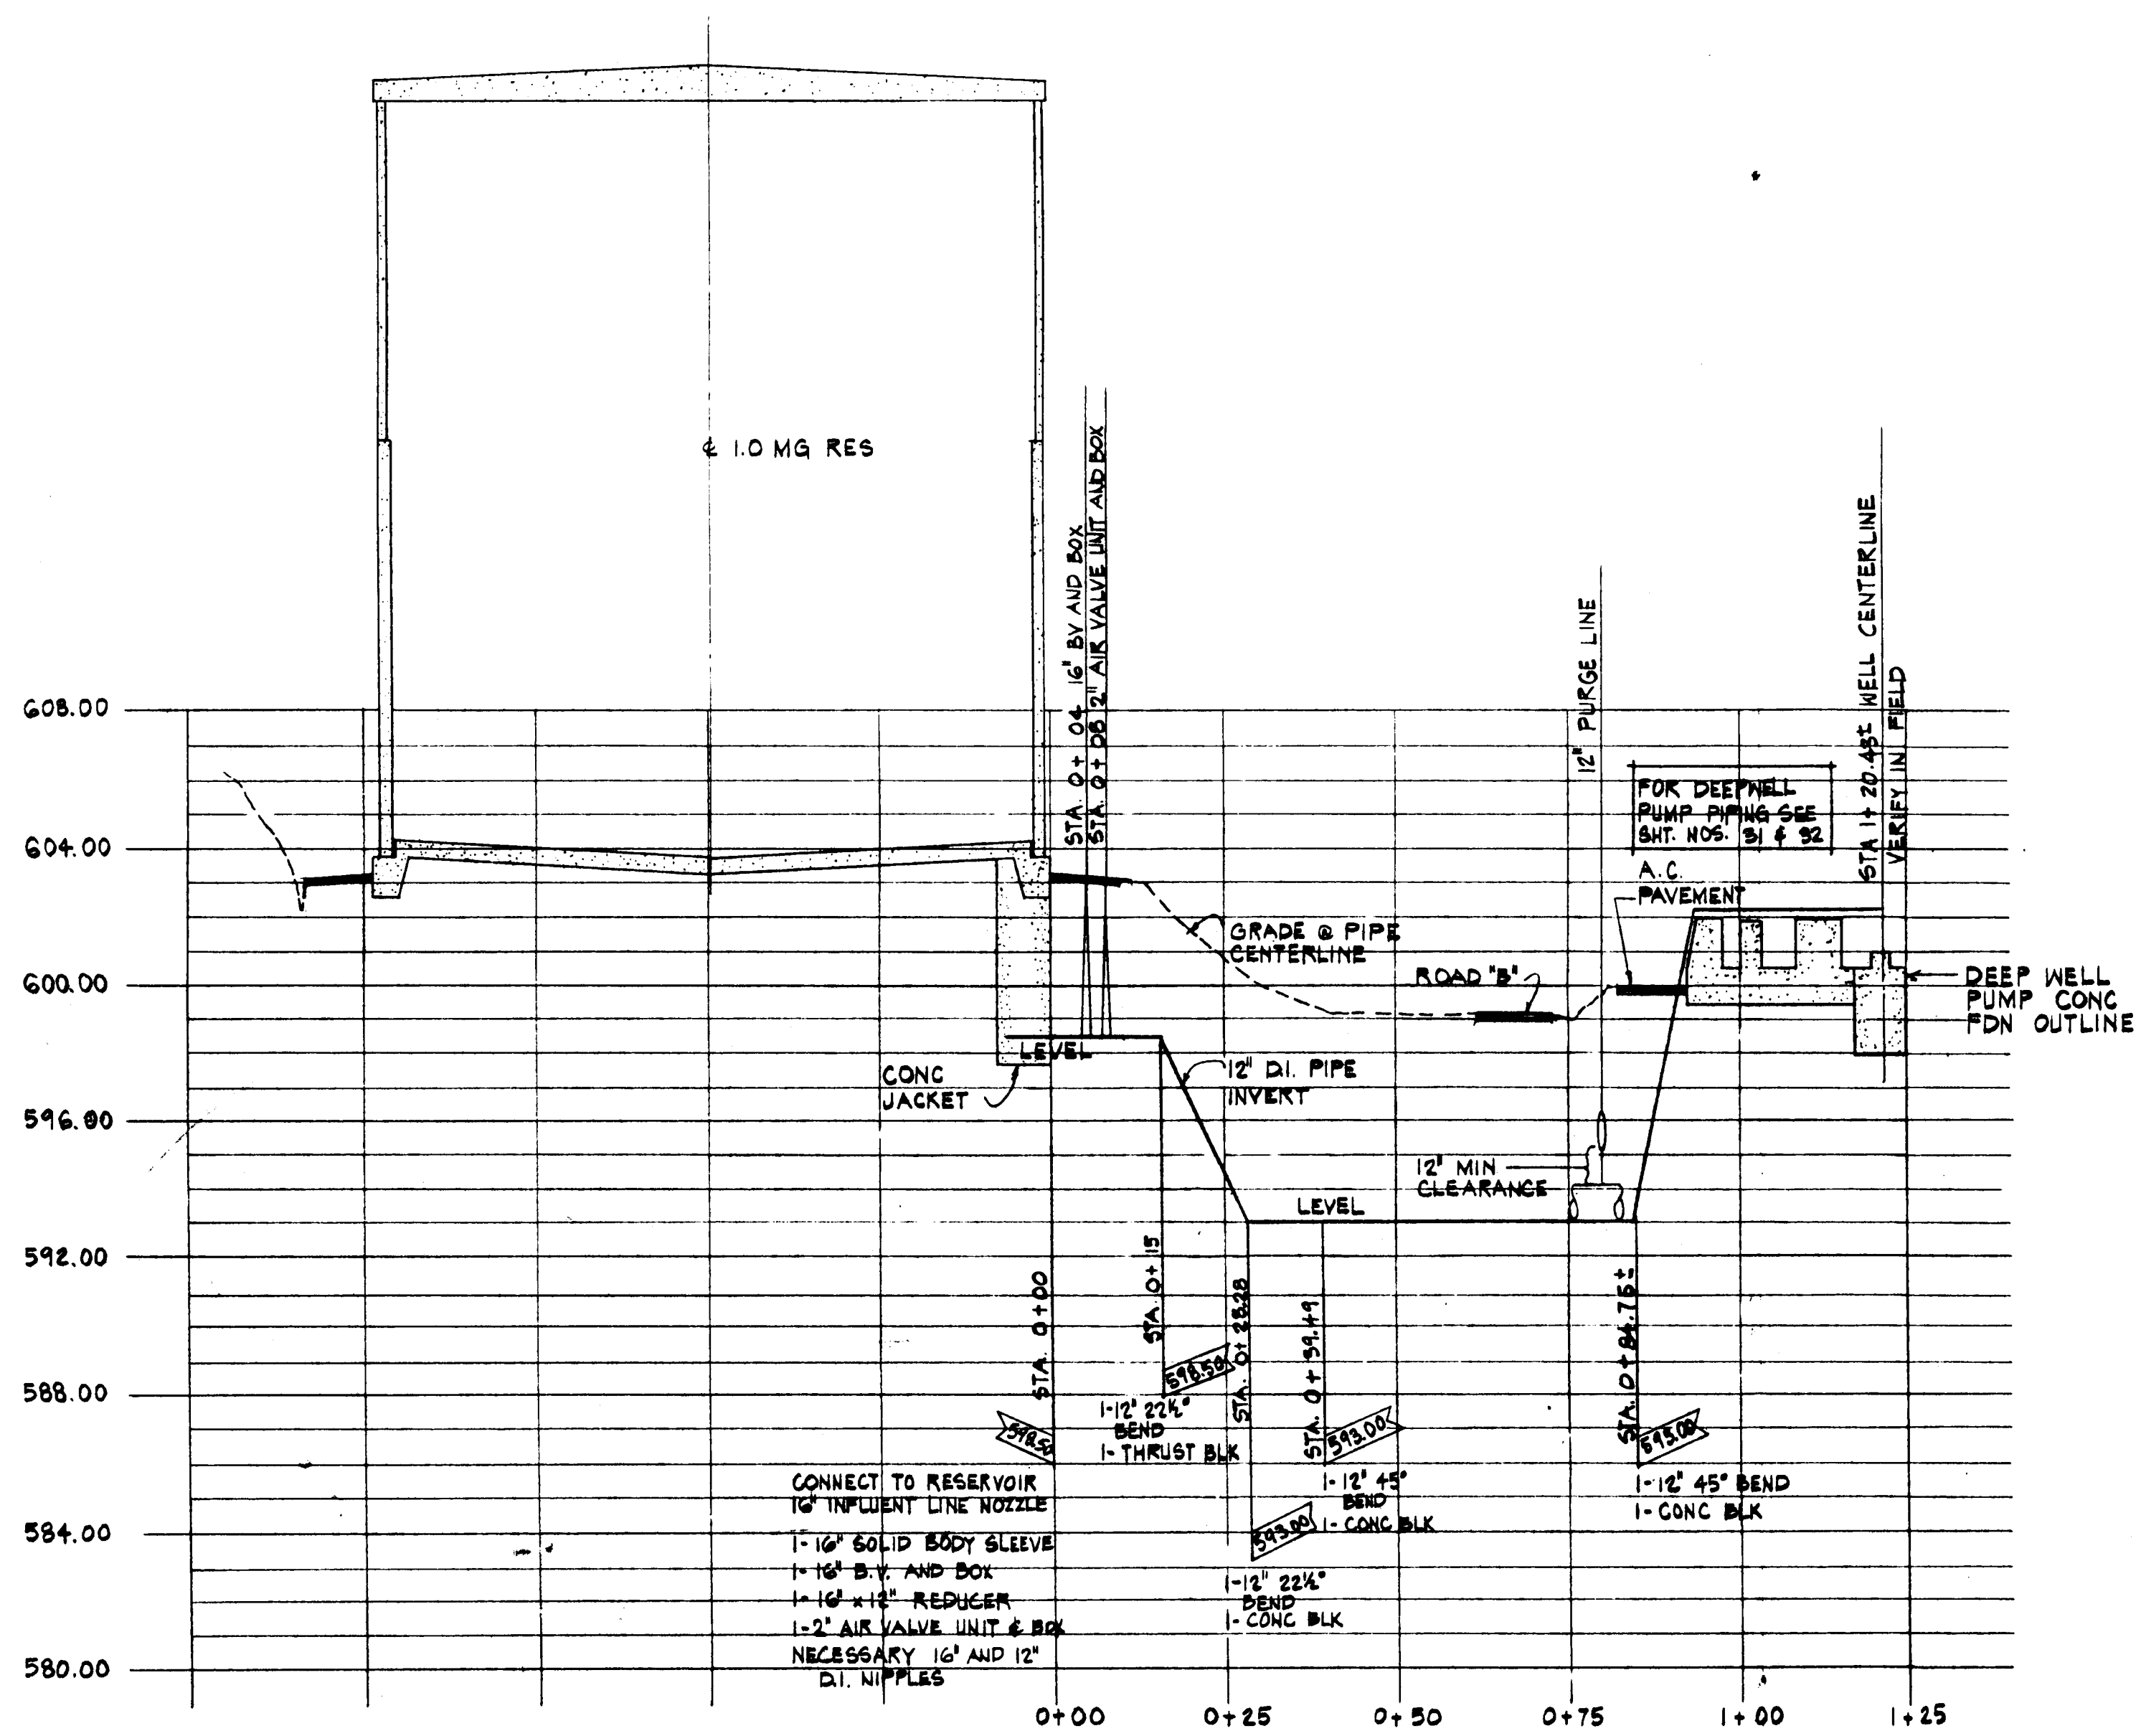 ℄ 1.0 MG RES
STA. 0+04 16" BV AND BOX
STA. 0+08 2" AIR VALVE UNIT AND BOX
12" PURGE LINE
STA 1+20.43± WELL CENTERLINE
VERIFY IN FIELD
608.00
604.00
600.00
596.00
592.00
588.00
584.00
580.00
FOR DEEPWELL
PUMP PIPING SEE
SHT. NOS. 31 & 32
A.C.
PAVEMENT
GRADE @ PIPE
CENTERLINE
ROAD "B"
DEEP WELL
PUMP CONC
FDN OUTLINE
LEVEL
CONC
JACKET
12" D.I. PIPE
INVERT
12" MIN
CLEARANCE
LEVEL
STA. 0+00
598.50
STA. 0+15
598.50
1-12" 22½°
BEND
1- THRUST BLK
STA. 0+28.28
593.00
1-12" 22½°
BEND
1- CONC BLK
STA. 0+39.49
593.00
1-12" 45°
BEND
1- CONC BLK
STA. 0+84.75±
593.00
1-12" 45° BEND
1- CONC BLK
CONNECT TO RESERVOIR
16" INFLUENT LINE NOZZLE
1-16" SOLID BODY SLEEVE
1-16" B.V. AND BOX
1-16" x 12" REDUCER
1-2" AIR VALVE UNIT & BOX
NECESSARY 16" AND 12"
D.I. NIPPLES
0+00
0+25
0+50
0+75
1+00
1+25